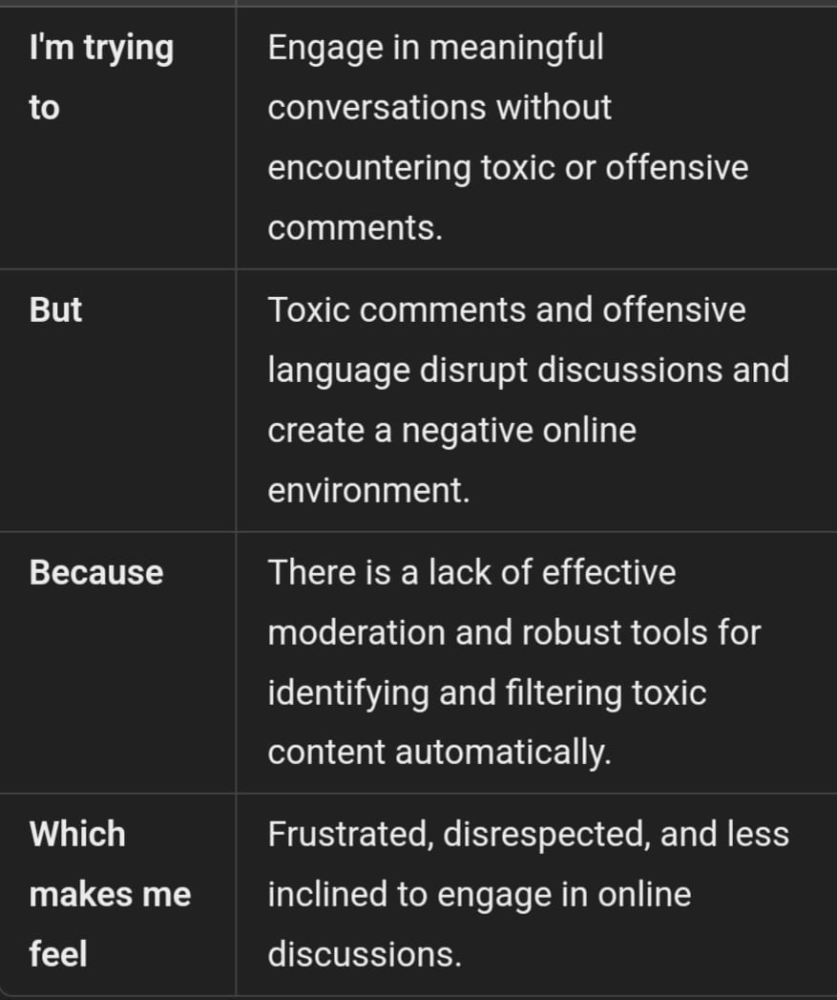 I'm trying
to
Engage in meaningful
conversations without
encountering toxic or offensive
comments.
But
Toxic comments and offensive
language disrupt discussions and
create a negative online
environment.
Because
There is a lack of effective
moderation and robust tools for
identifying and filtering toxic
content automatically.
Which
makes me
feel
Frustrated, disrespected, and less
inclined to engage in online
discussions.